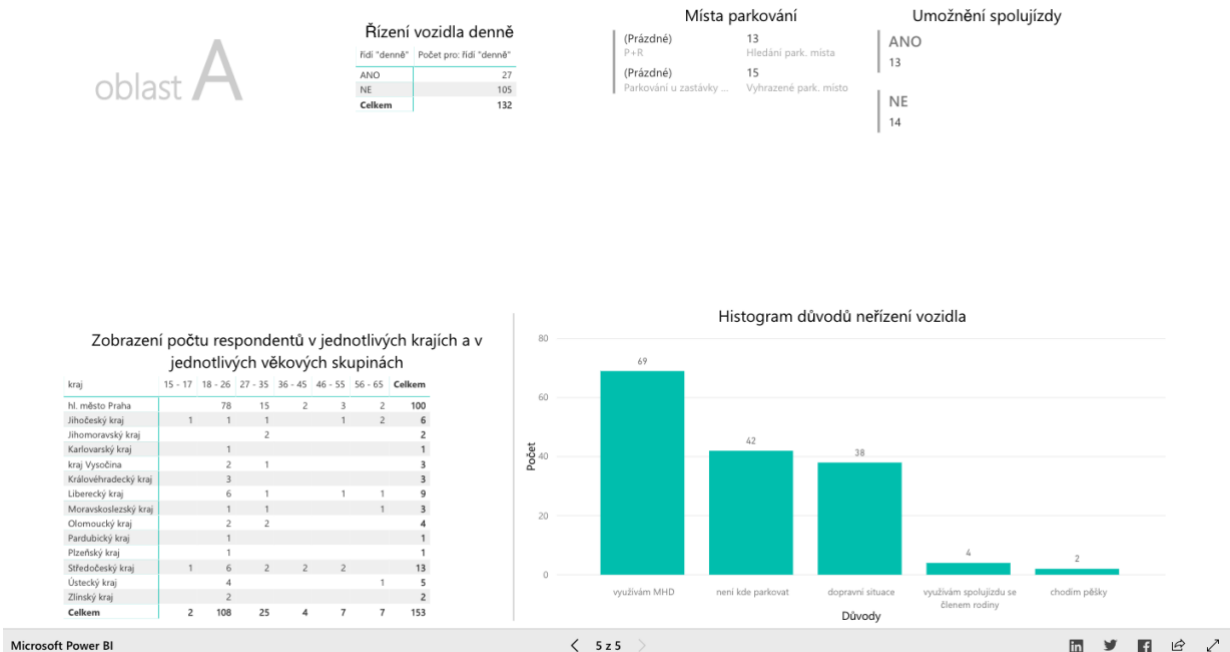 oblast A
Řízení vozidla denně
řídí "denně" Počet pro: řídí "denně"
ANO 27
NE 105
Celkem 132
Místa parkování
(Prázdné) 13
P+R Hledání park. místa
(Prázdné) 15
Parkování u zastávky ... Vyhrazené park. místo
Umožnění spolujízdy
ANO
13
NE
14
Zobrazení počtu respondentů v jednotlivých krajích a v
jednotlivých věkových skupinách
kraj 15 - 17 18 - 26 27 - 35 36 - 45 46 - 55 56 - 65 Celkem
hl. město Praha 78 15 2 3 2 100
Jihočeský kraj 1 1 1 1 2 6
Jihomoravský kraj 2 2
Karlovarský kraj 1 1
kraj Vysočina 2 1 3
Královéhradecký kraj 3 3
Liberecký kraj 6 1 1 1 9
Moravskoslezský kraj 1 1 1 3
Olomoucký kraj 2 2 4
Pardubický kraj 1 1
Plzeňský kraj 1 1
Středočeský kraj 1 6 2 2 2 13
Ústecký kraj 4 1 5
Zlínský kraj 2 2
Celkem 2 108 25 4 7 7 153
Histogram důvodů neřízení vozidla
Počet
80
60
40
20
0
69
42
38
4
2
využívám MHD
není kde parkovat
dopravní situace
využívám spolujízdu se
členem rodiny
chodím pěšky
Důvody
Microsoft Power BI
5 z 5